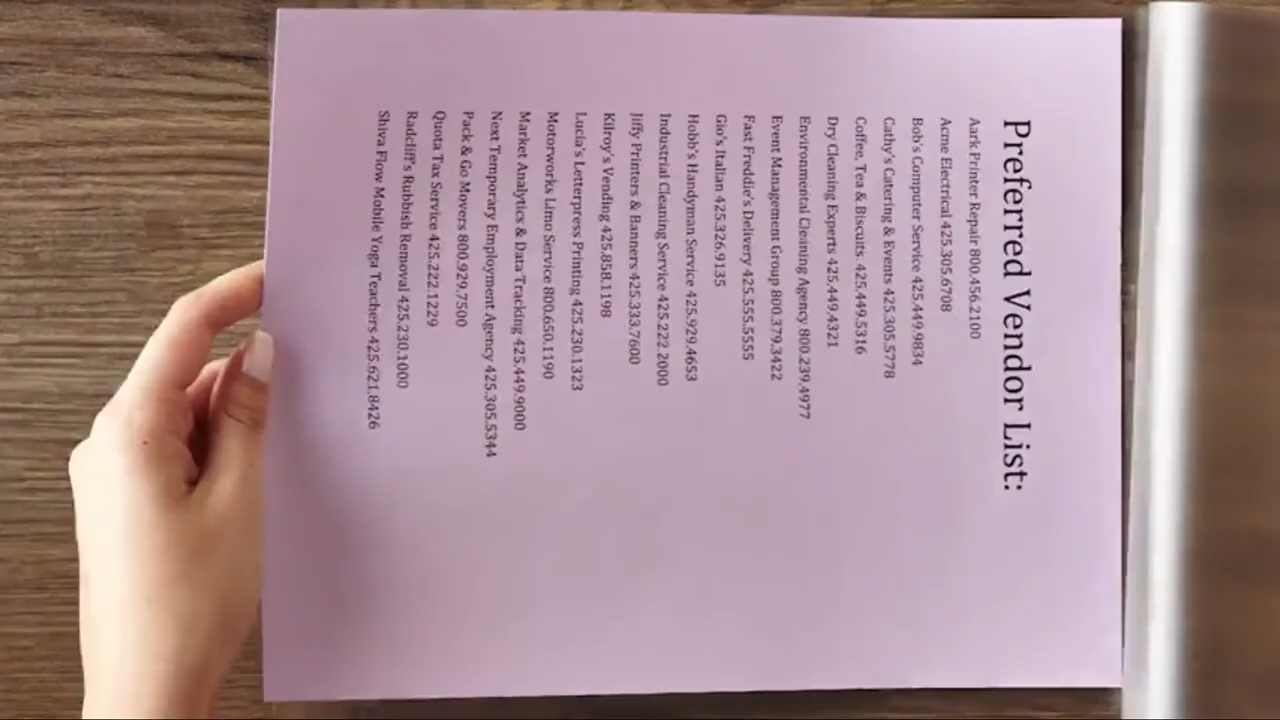 Preferred Vendor List:
Aark Printer Repair 800.456.2100
Acme Electrical 425.305.6708
Bob's Computer Service 425.449.9834
Cathy's Catering & Events 425.305.5778
Coffee, Tea & Biscuits 425.449.5316
Dry Cleaning Experts 425.449.4321
Environmental Cleaning Agency 800.239.4977
Event Management Group 800.379.3422
Fast Freddie's Delivery 425.555.5555
Gio's Italian 425.326.9135
Hobb's Handyman Service 425.929.4653
Industrial Cleaning Service 425.222.2000
Jiffy Printers & Banners 425.333.7600
Kilroy's Vending 425.858.1198
Lucia's Letterpress Printing 425.230.1323
Motorworks Limo Service 800.650.1190
Market Analytics & Data Tracking 425.449.9000
Next Temporary Employment Agency 425.305.5344
Pack & Go Movers 800.929.7500
Quota Tax Service 425.222.1229
Radcliff's Rubbish Removal 425.230.1000
Shiva Flow Mobile Yoga Teachers 425.621.8426